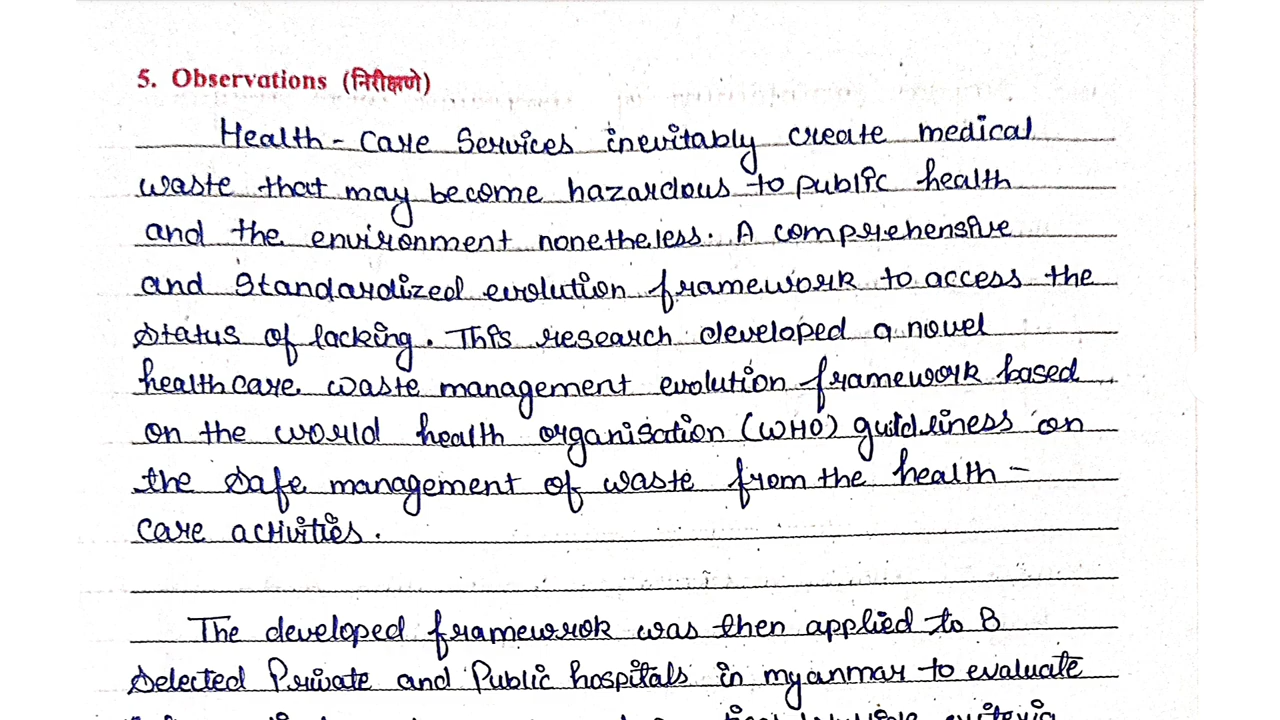 5. Observations (निरीक्षणे)
Health - Care Services inevitably create medical
waste that may become hazardous to public health
and the environment nonetheless. A comprehensive
and Standardized evolution framework to access the
Status of lacking. This research developed a novel
healthcare waste management evolution framework based
on the world health organisation (WHO) guidliness on
the safe management of waste from the health -
care activities.
The developed framework was then applied to 8
Selected Private and Public hospitals in myanmar to evaluate